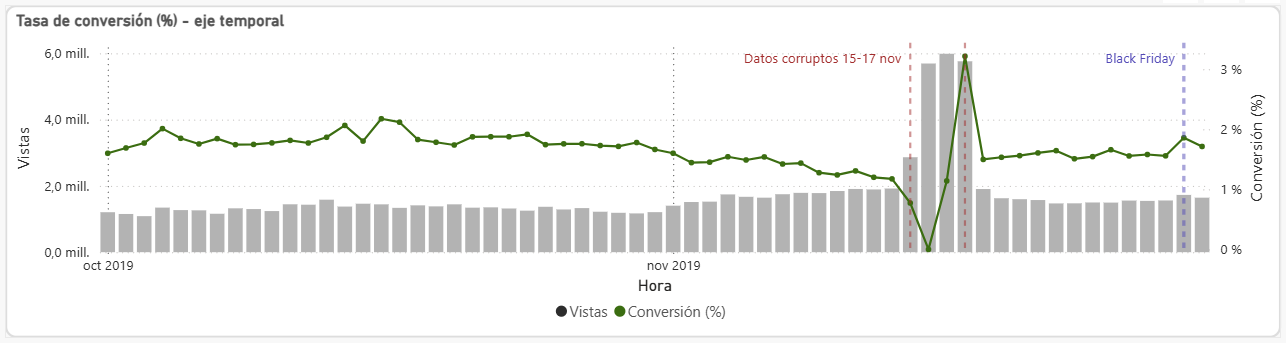 Tasa de conversión (%) - eje temporal
6,0 mill.
4,0 mill.
2,0 mill.
0,0 mill.
Vistas
Datos corruptos 15-17 nov
Black Friday
3 %
2 %
1 %
0 %
Conversión (%)
oct 2019
nov 2019
Hora
Vistas
Conversión (%)